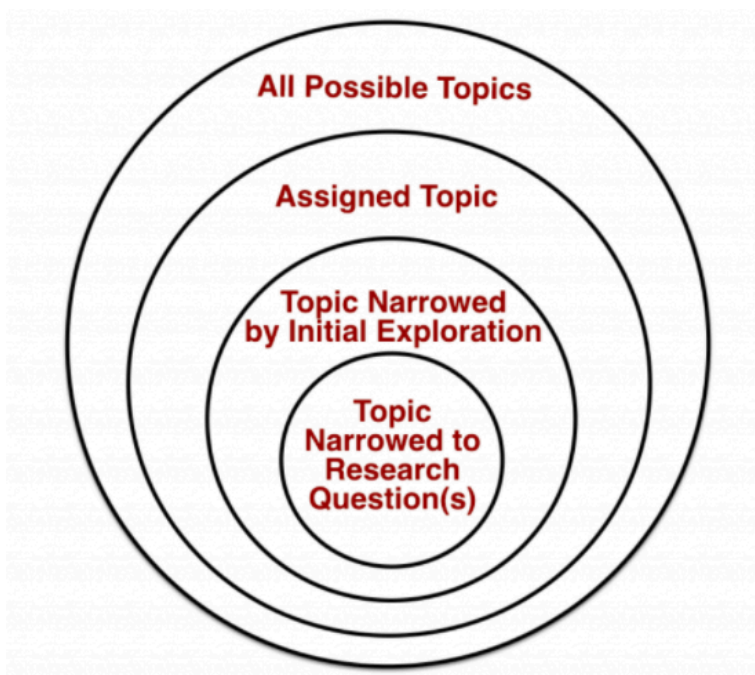 All Possible Topics
Assigned Topic
Topic Narrowed
by Initial Exploration
Topic
Narrowed to
Research
Question(s)